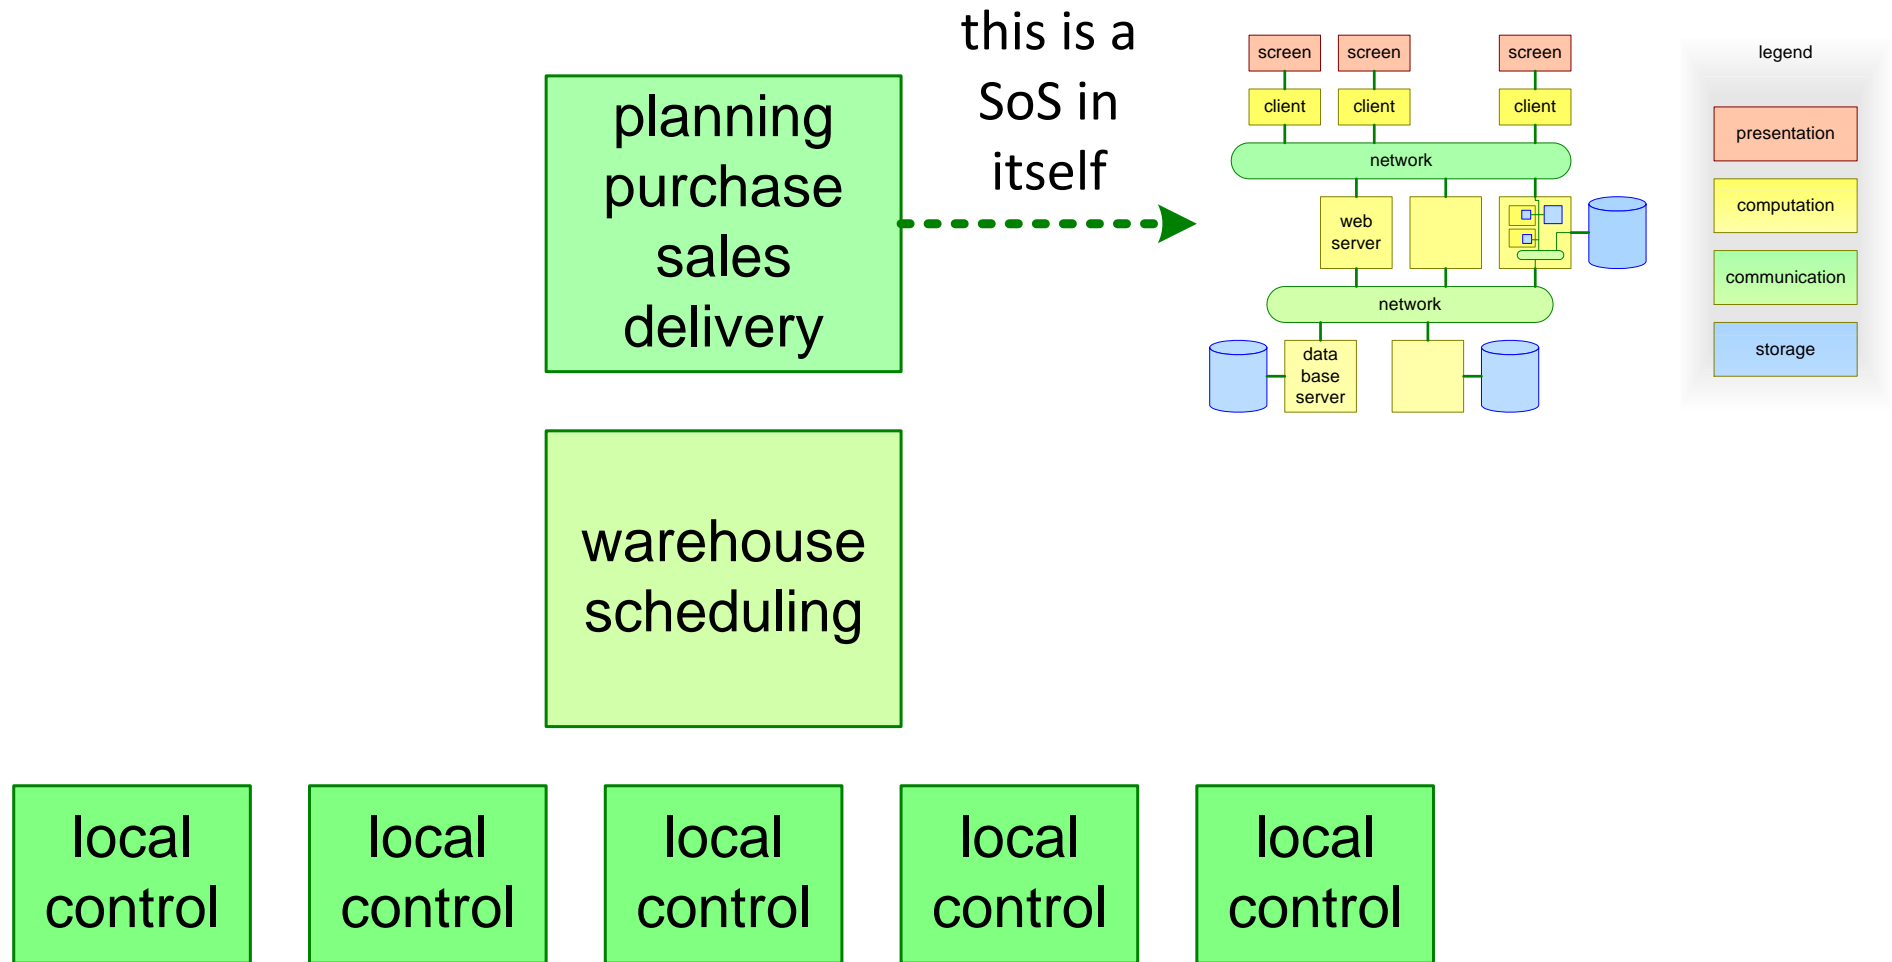 planning
purchase
sales
delivery
this is a
SoS in
itself
screen
screen
screen
client
client
client
network
web
server
network
data
base
server
legend
presentation
computation
communication
storage
warehouse
scheduling
local
control
local
control
local
control
local
control
local
control